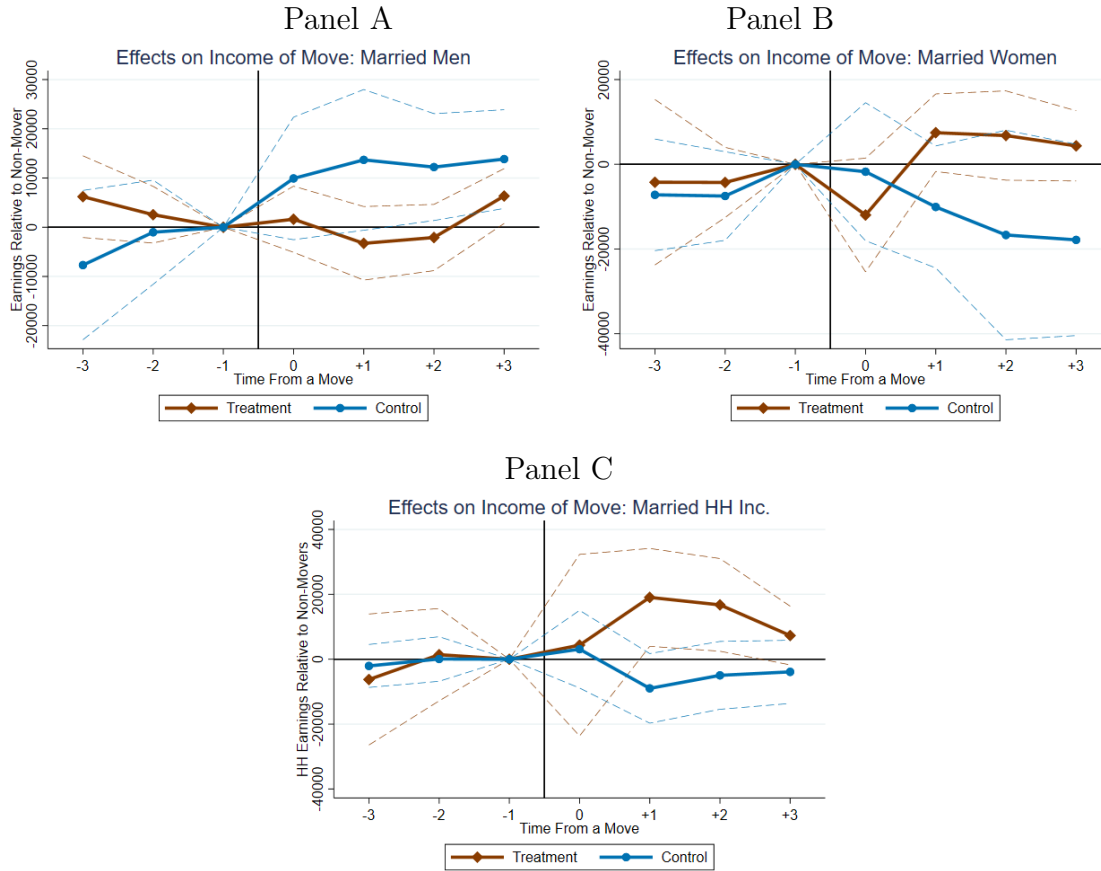 Panel A
Effects on Income of Move: Married Men
Earnings Relative to Non-Mover
30000
20000
10000
0
-10000
-20000
-3 -2 -1 0 +1 +2 +3
Time From a Move
Treatment Control
Panel B
Effects on Income of Move: Married Women
Earnings Relative to Non-Mover
20000
0
-20000
-40000
-3 -2 -1 0 +1 +2 +3
Time From a Move
Treatment Control
Panel C
Effects on Income of Move: Married HH Inc.
HH Earnings Relative to Non-Movers
40000
20000
0
-20000
-40000
-3 -2 -1 0 +1 +2 +3
Time From a Move
Treatment Control